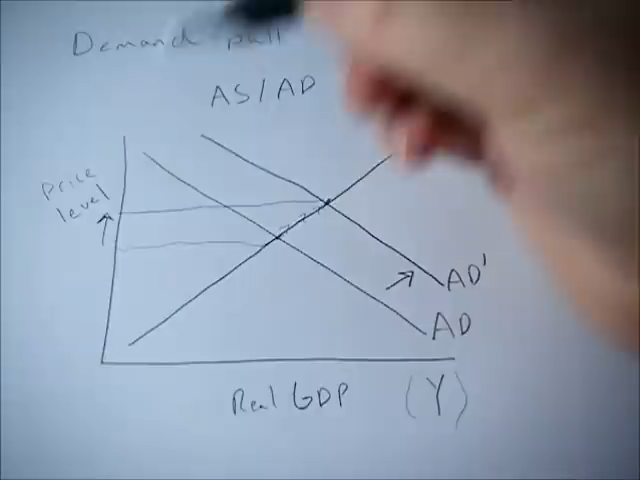 Demand pull
AS/AD
Price
level
AD'
AD
Real GDP (Y)